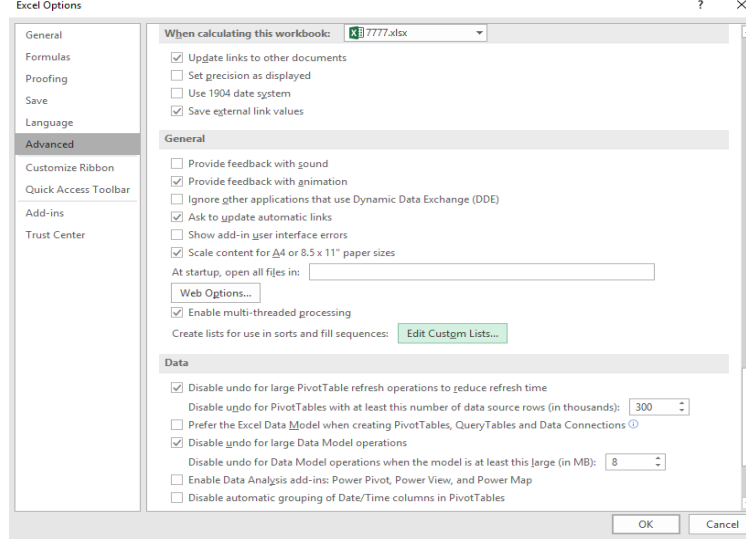 Excel Options
?
General
Formulas
Proofing
Save
Language
Advanced
Customize Ribbon
Quick Access Toolbar
Add-ins
Trust Center
When calculating this workbook: 7777.xlsx
Update links to other documents
Set precision as displayed
Use 1904 date system
Save external link values
General
Provide feedback with sound
Provide feedback with animation
Ignore other applications that use Dynamic Data Exchange (DDE)
Ask to update automatic links
Show add-in user interface errors
Scale content for A4 or 8.5 x 11" paper sizes
At startup, open all files in:
Web Options...
Enable multi-threaded processing
Create lists for use in sorts and fill sequences: Edit Custom Lists...
Data
Disable undo for large PivotTable refresh operations to reduce refresh time
Disable undo for PivotTables with at least this number of data source rows (in thousands): 300
Prefer the Excel Data Model when creating PivotTables, QueryTables and Data Connections
Disable undo for large Data Model operations
Disable undo for Data Model operations when the model is at least this large (in MB): 8
Enable Data Analysis add-ins: Power Pivot, Power View, and Power Map
Disable automatic grouping of Date/Time columns in PivotTables
OK Cancel